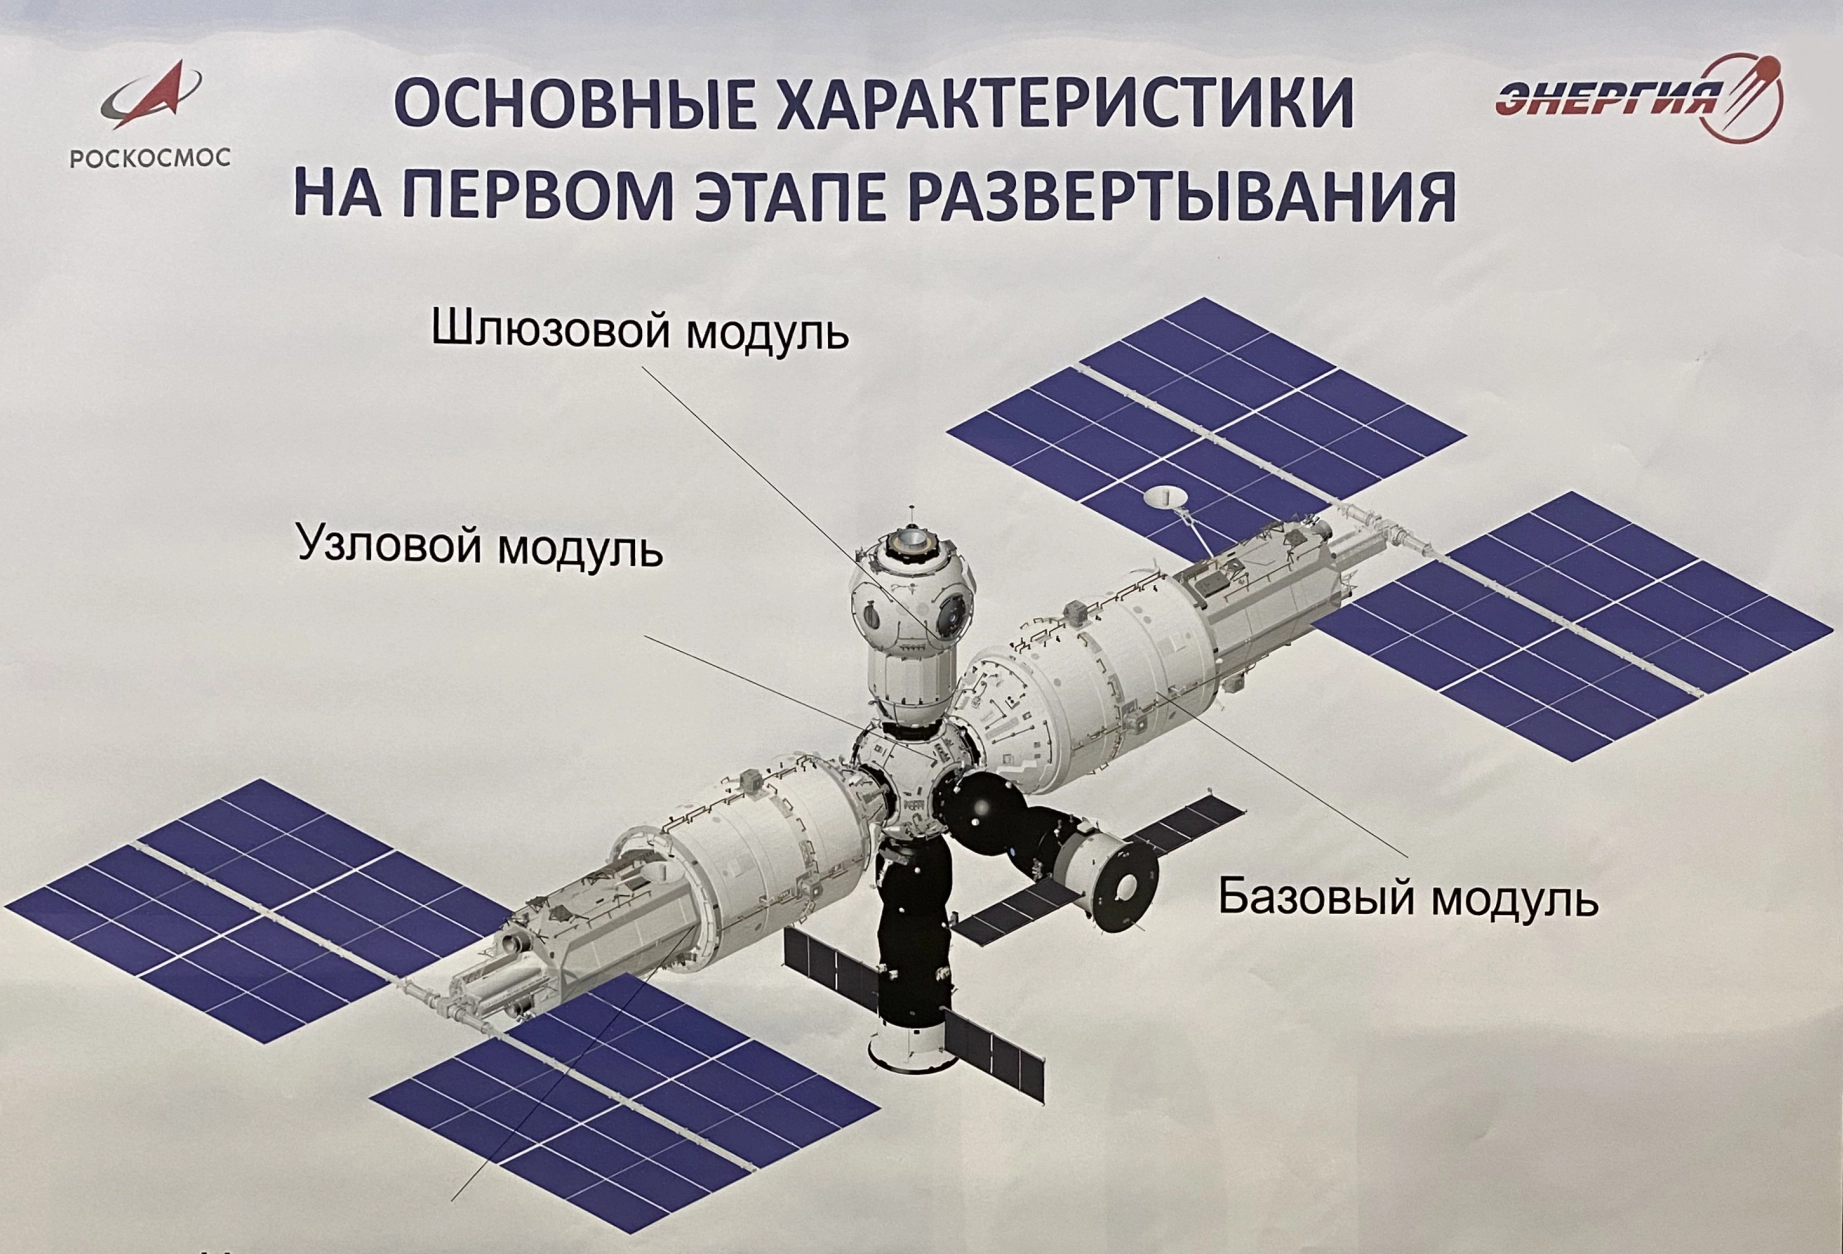 РОСКОСМОС
ОСНОВНЫЕ ХАРАКТЕРИСТИКИ
НА ПЕРВОМ ЭТАПЕ РАЗВЕРТЫВАНИЯ
ЭНЕРГИЯ
Шлюзовой модуль
Узловой модуль
Базовый модуль